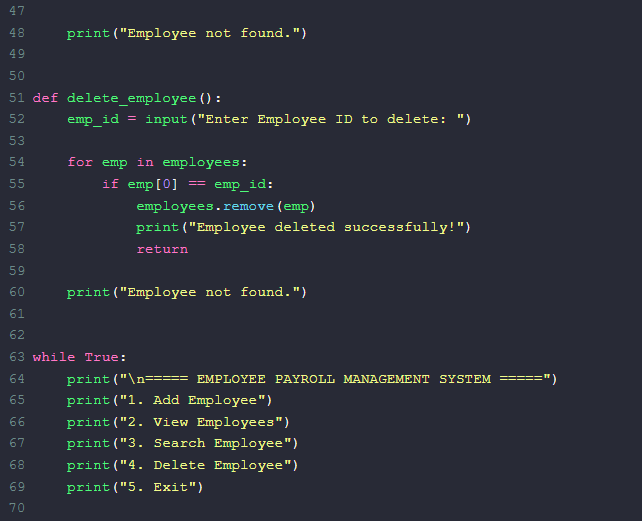 47
48     print("Employee not found.")
49
50
51 def delete_employee():
52     emp_id = input("Enter Employee ID to delete: ")
53
54     for emp in employees:
55         if emp[0] == emp_id:
56             employees.remove(emp)
57             print("Employee deleted successfully!")
58             return
59
60     print("Employee not found.")
61
62
63 while True:
64     print("\n===== EMPLOYEE PAYROLL MANAGEMENT SYSTEM =====")
65     print("1. Add Employee")
66     print("2. View Employees")
67     print("3. Search Employee")
68     print("4. Delete Employee")
69     print("5. Exit")
70